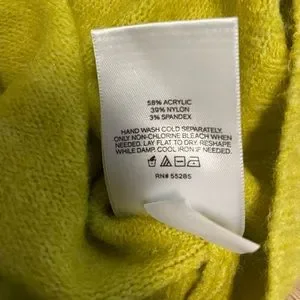 58% ACRYLIC
39% NYLON
3% SPANDEX
HAND WASH COLD SEPARATELY.
ONLY NON-CHLORINE BLEACH WHEN
NEEDED. LAY FLAT TO DRY. RESHAPE
WHILE DAMP. COOL IRON IF NEEDED.
RN# 55285